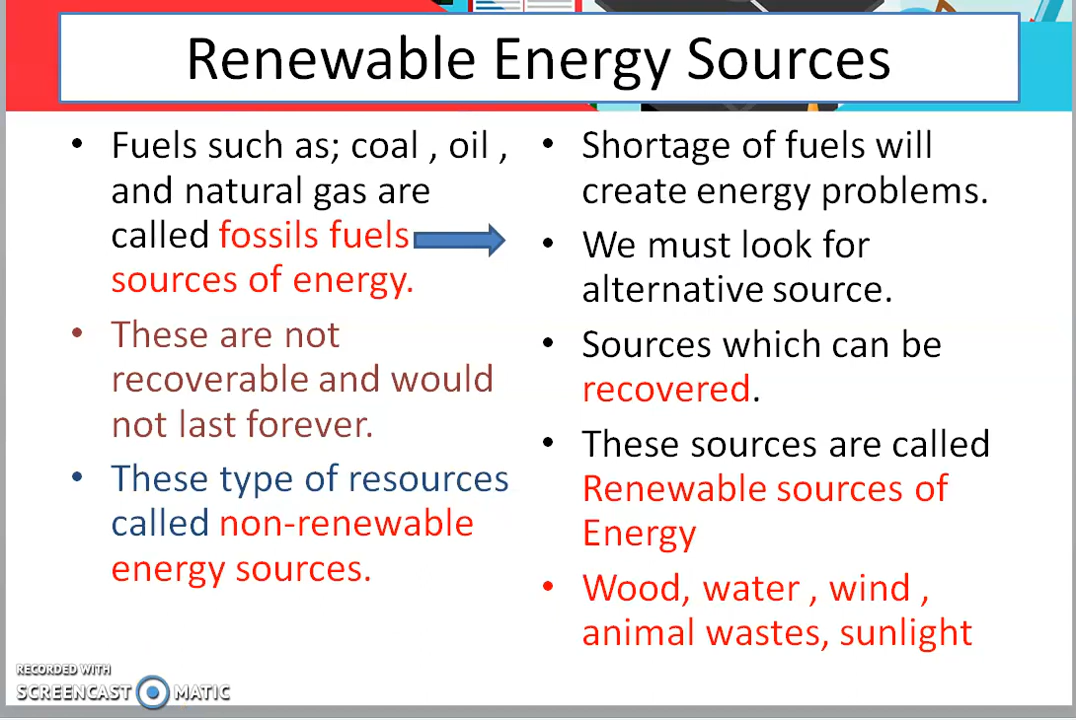 Renewable Energy Sources
• Fuels such as; coal , oil ,
and natural gas are
called fossils fuels
sources of energy.
• These are not
recoverable and would
not last forever.
• These type of resources
called non-renewable
energy sources.
• Shortage of fuels will
create energy problems.
• We must look for
alternative source.
• Sources which can be
recovered.
• These sources are called
Renewable sources of
Energy
• Wood, water , wind ,
animal wastes, sunlight
RECORDED WITH
SCREENCAST MATIC